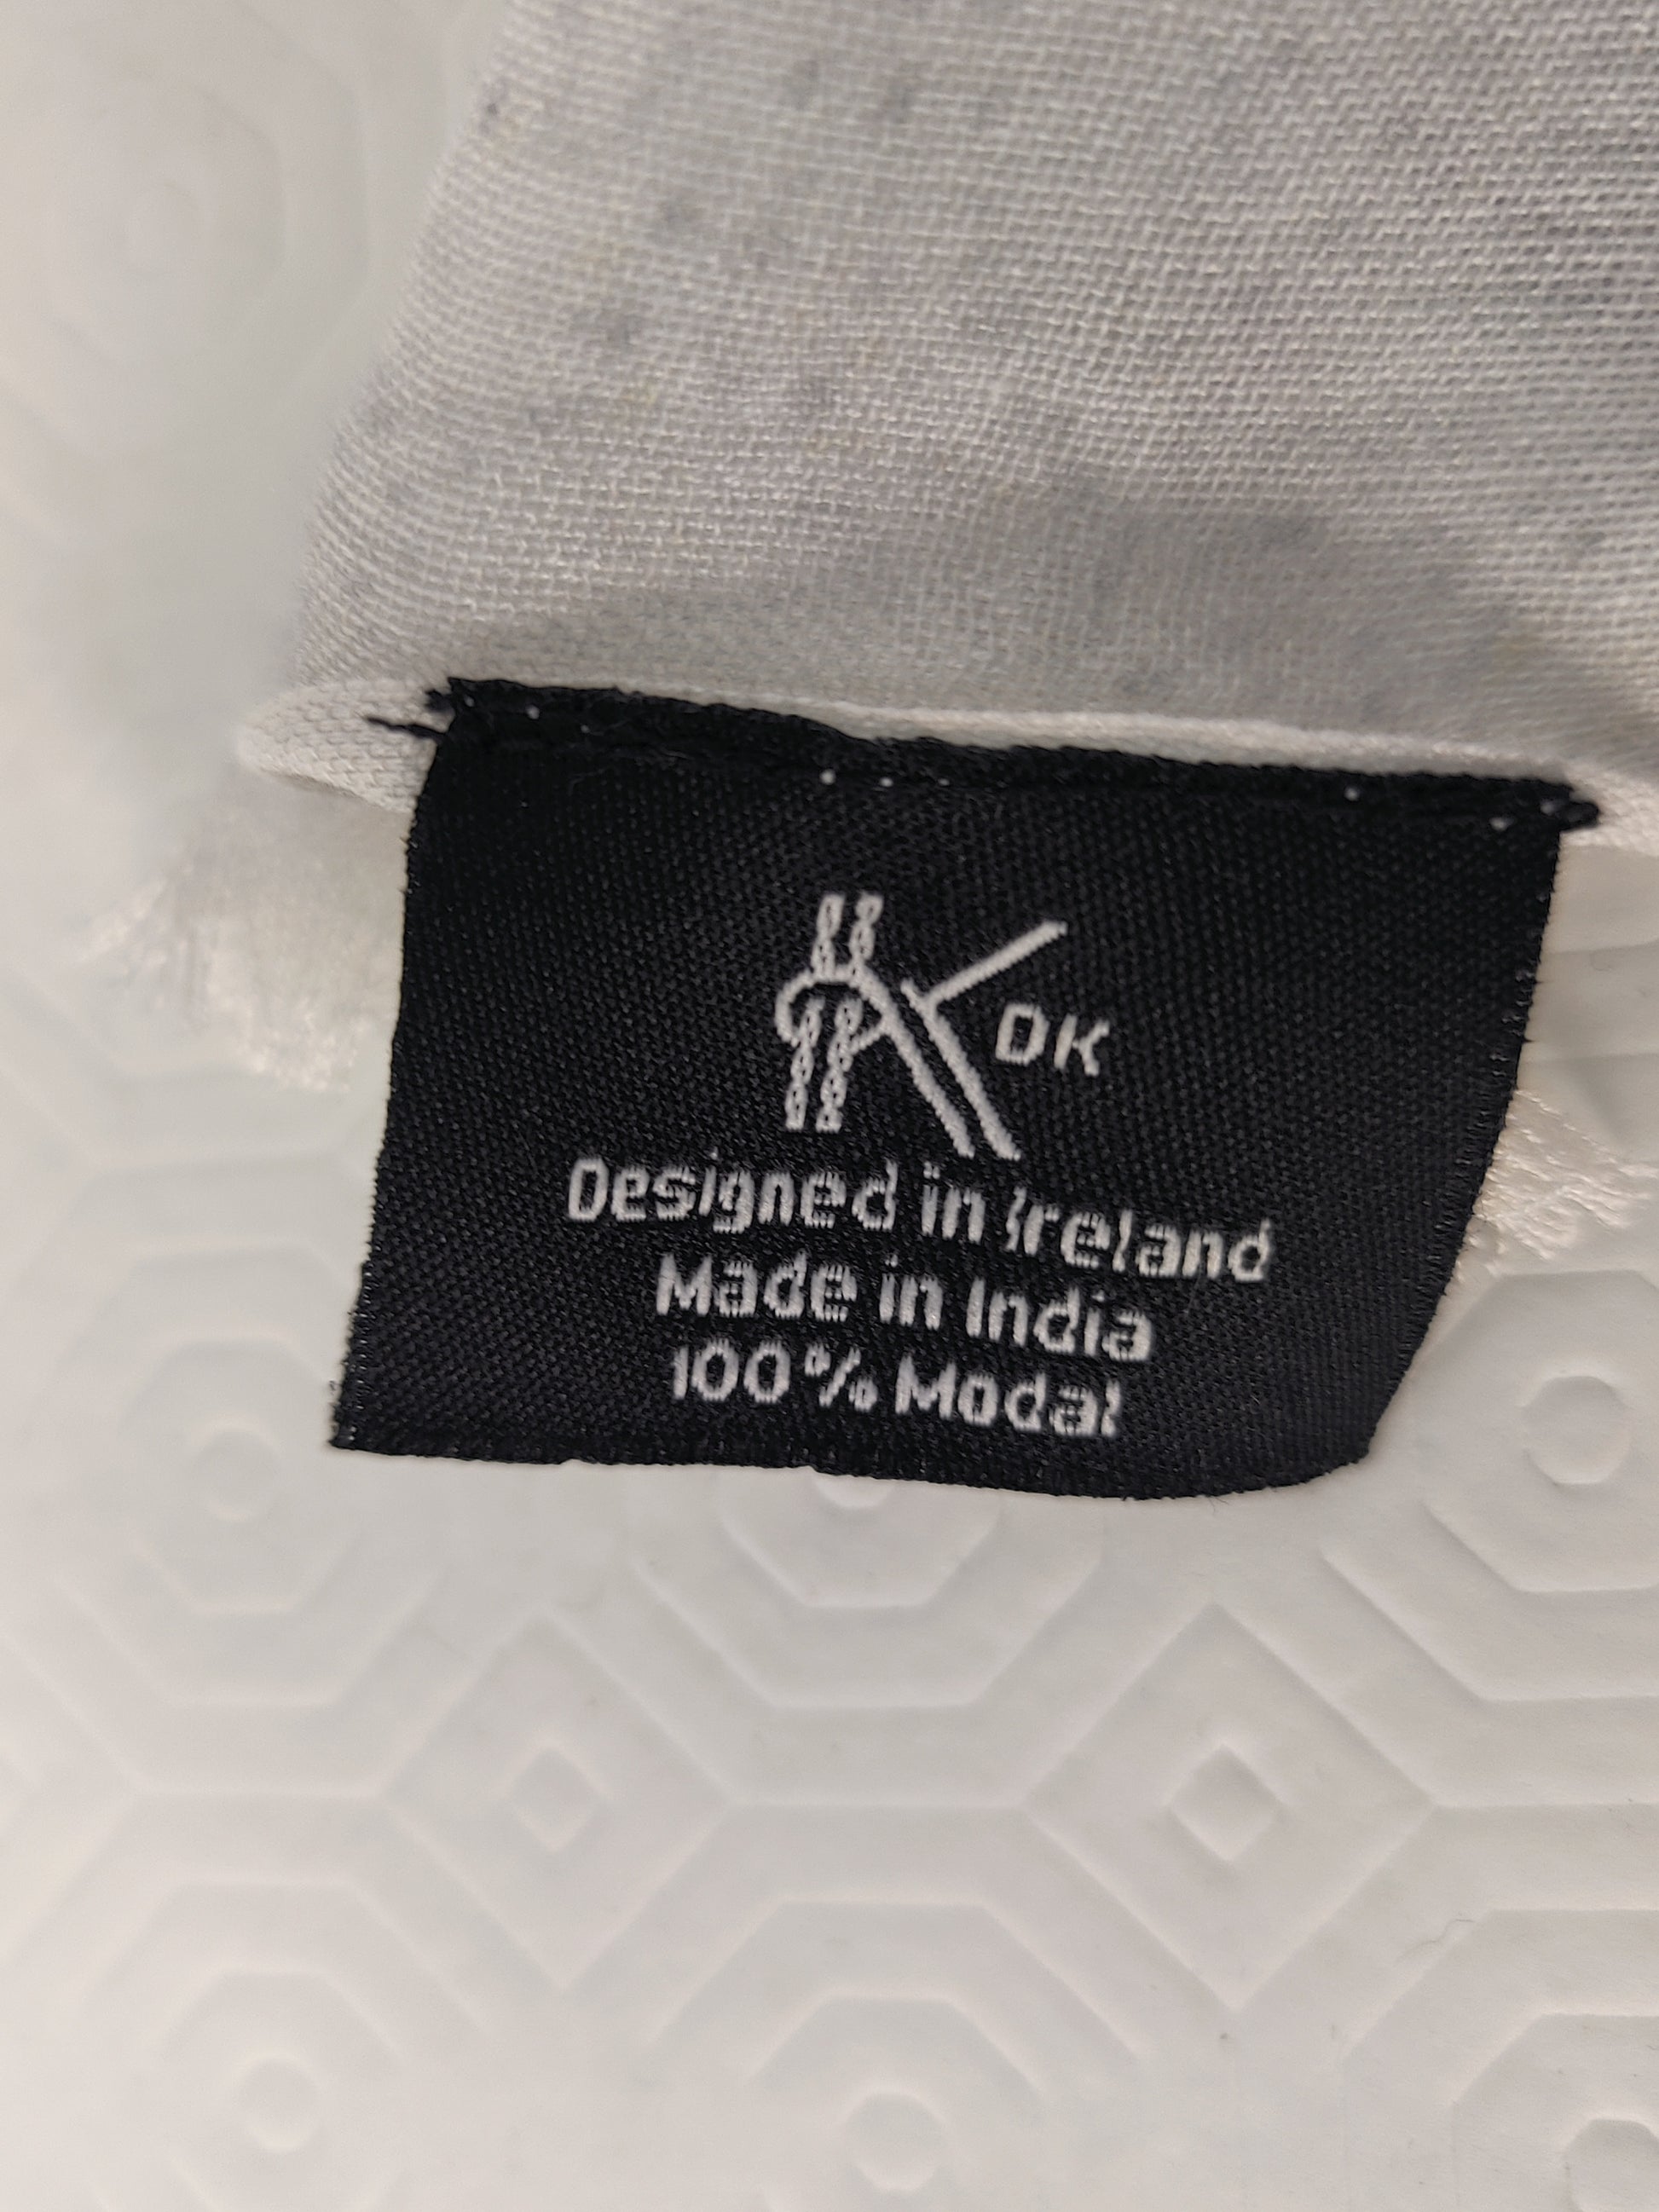 DK
Designed in Ireland
Made in India
100% Modal